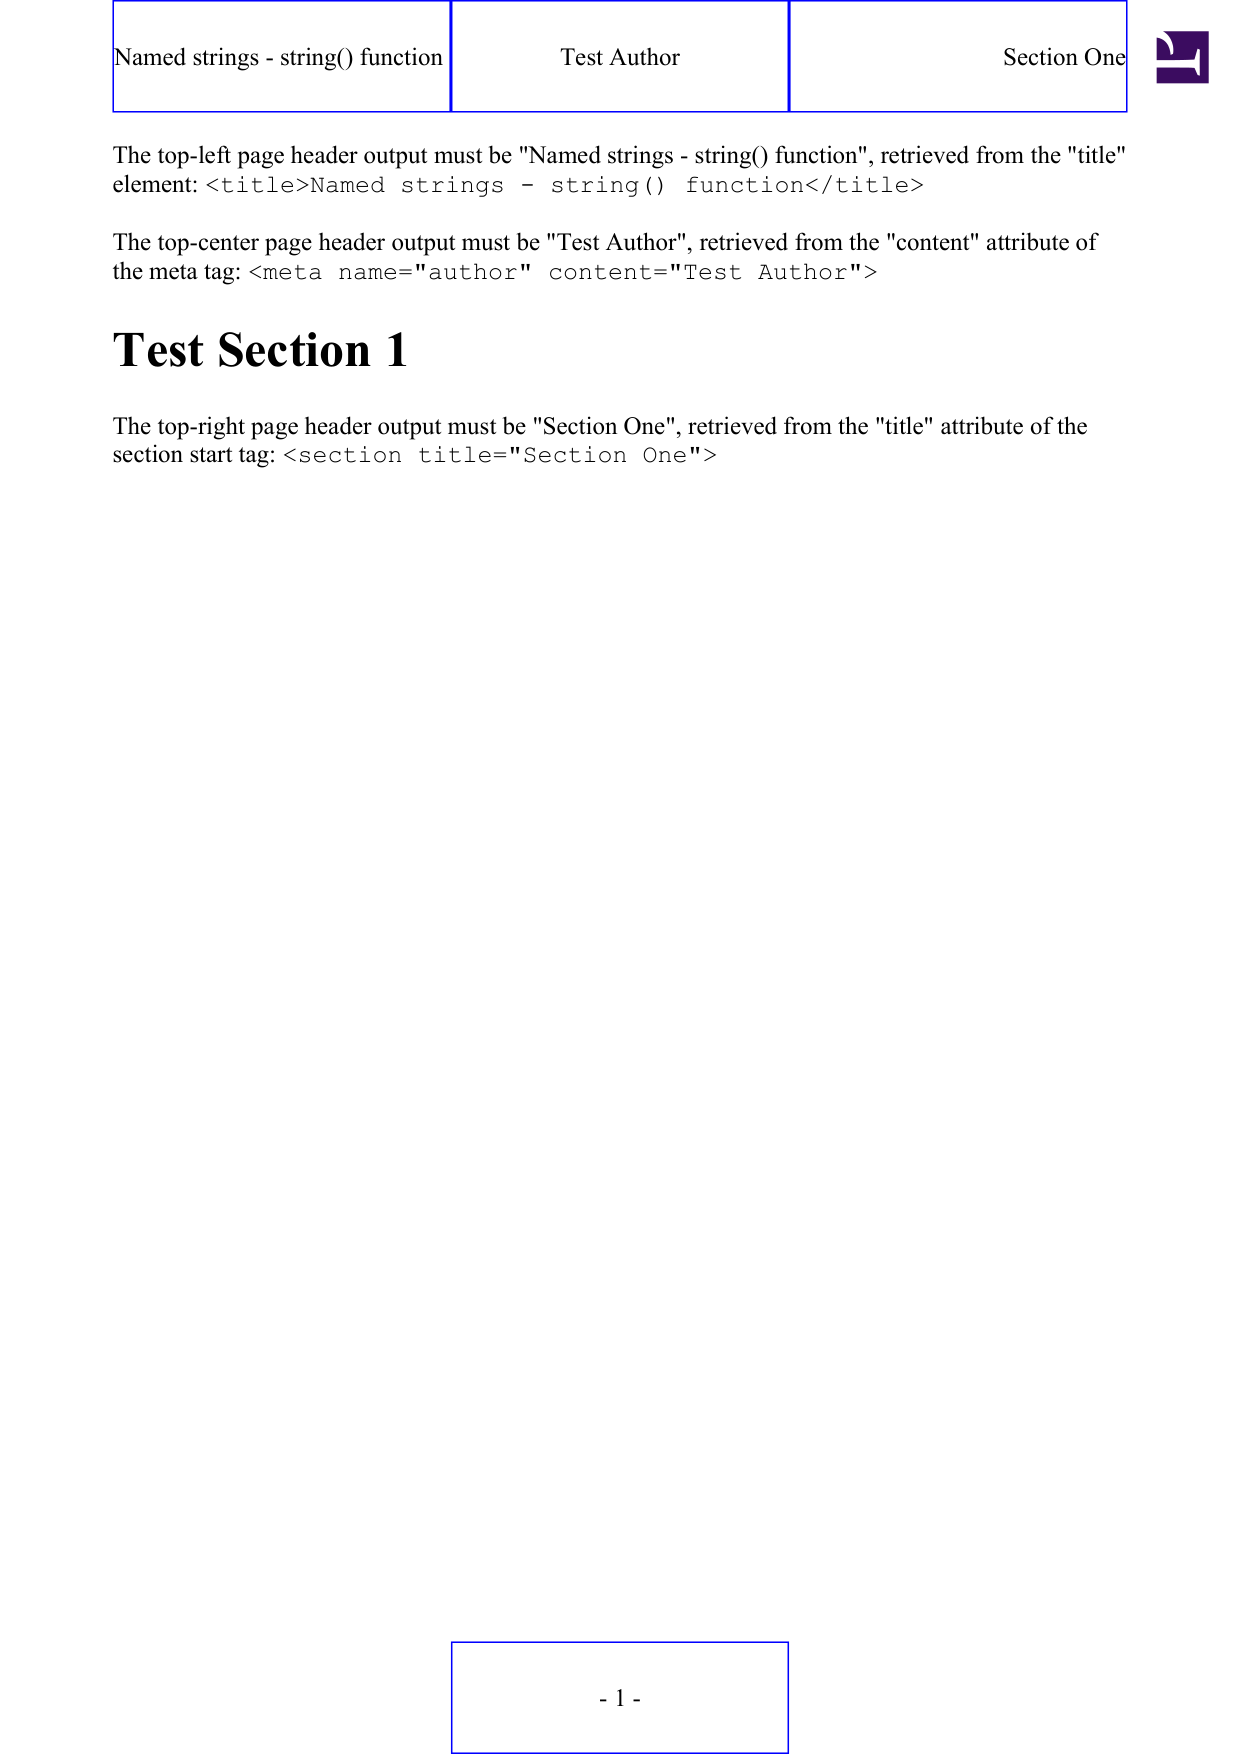 Named strings - string() function
Test Author
Section One
The top-left page header output must be "Named strings - string() function", retrieved from the "title"
element: <title>Named strings - string() function</title>
The top-center page header output must be "Test Author", retrieved from the "content" attribute of
the meta tag: <meta name="author" content="Test Author">
Test Section 1
The top-right page header output must be "Section One", retrieved from the "title" attribute of the
section start tag: <section title="Section One">
- 1 -